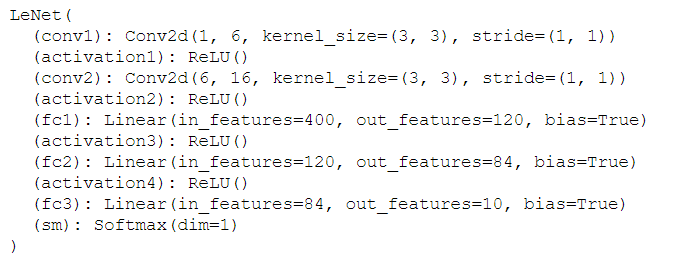 LeNet(
  (conv1): Conv2d(1, 6, kernel_size=(3, 3), stride=(1, 1))
  (activation1): ReLU()
  (conv2): Conv2d(6, 16, kernel_size=(3, 3), stride=(1, 1))
  (activation2): ReLU()
  (fc1): Linear(in_features=400, out_features=120, bias=True)
  (activation3): ReLU()
  (fc2): Linear(in_features=120, out_features=84, bias=True)
  (activation4): ReLU()
  (fc3): Linear(in_features=84, out_features=10, bias=True)
  (sm): Softmax(dim=1)
)